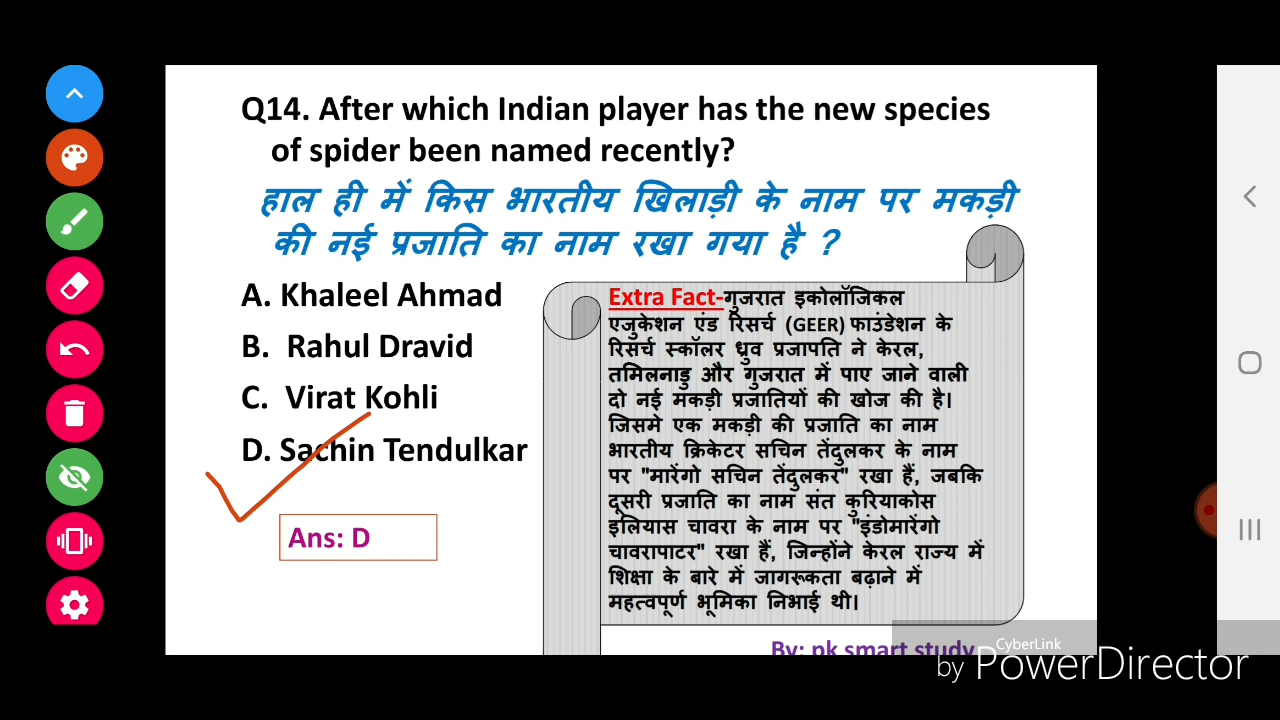 Q14. After which Indian player has the new species
of spider been named recently?
हाल ही में किस भारतीय खिलाड़ी के नाम पर मकड़ी
की नई प्रजाति का नाम रखा गया है ?
A. Khaleel Ahmad
B. Rahul Dravid
C. Virat Kohli
D. Sachin Tendulkar
Ans: D
Extra Fact-गुजरात इकोलॉजिकल
एजुकेशन एंड रिसर्च (GEER) फाउंडेशन के
रिसर्च स्कॉलर ध्रुव प्रजापति ने केरल,
तमिलनाडु और गुजरात में पाए जाने वाली
दो नई मकड़ी प्रजातियों की खोज की है।
जिसमे एक मकड़ी की प्रजाति का नाम
भारतीय क्रिकेटर सचिन तेंदुलकर के नाम
पर "मारेंगो सचिन तेंदुलकर" रखा हैं, जबकि
दूसरी प्रजाति का नाम संत कुरियाकोस
इलियास चावरा के नाम पर "इंडोमारेंगो
चावरापाटर" रखा हैं, जिन्होंने केरल राज्य में
शिक्षा के बारे में जागरूकता बढ़ाने में
महत्वपूर्ण भूमिका निभाई थी।
By: pk smart study
CyberLink
by PowerDirector